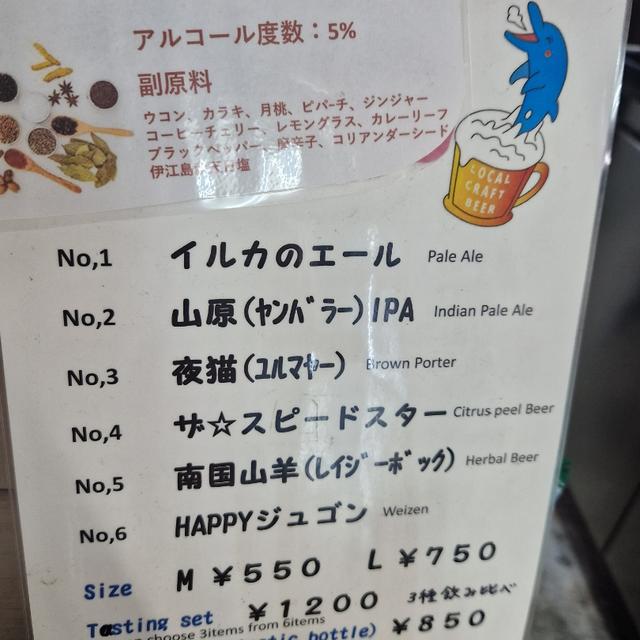 アルコール度数：5%
副原料
ウコン、カラキ、月桃、ピパーチ、ジンジャー
コーヒーチェリー、レモングラス、カレーリーフ
ブラックペッパー、島唐辛子、コリアンダーシード
伊江島 塩
LOCAL
CRAFT
BEER
No,1 イルカのエール Pale Ale
No,2 山原(ﾔﾝﾊﾞﾗｰ)IPA Indian Pale Ale
No,3 夜猫(ﾕﾙﾏﾔｰ) Brown Porter
No,4 ザ☆スピードスター Citrus peel Beer
No,5 南国山羊(ﾚｲｼﾞｰﾎﾞｯｸ) Herbal Beer
No,6 HAPPYジュゴン Weizen
Size M ￥550 L ￥750
Tasting set ￥1200 3種飲み比べ
choose 3items from 6items
bottle) ￥850